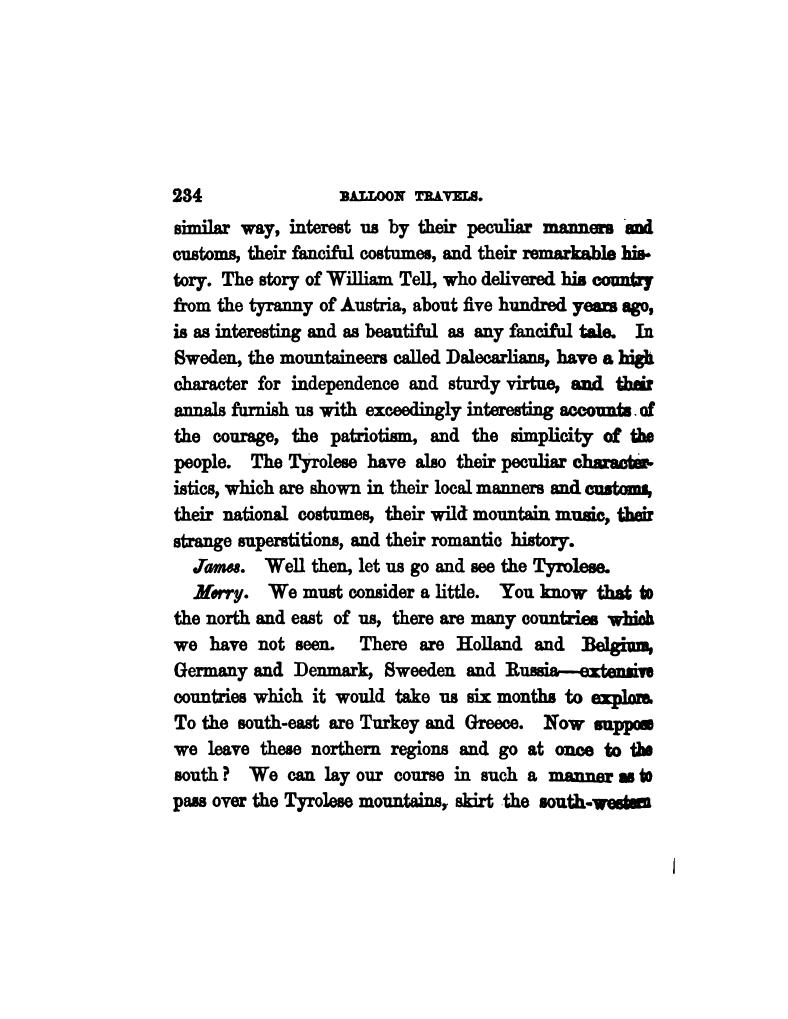 234 BALLOON TRAVELS.
similar way, interest us by their peculiar manners and
customs, their fanciful costumes, and their remarkable his-
tory. The story of William Tell, who delivered his country
from the tyranny of Austria, about five hundred years ago,
is as interesting and as beautiful as any fanciful tale. In
Sweden, the mountaineers called Dalecarlians, have a high
character for independence and sturdy virtue, and their
annals furnish us with exceedingly interesting accounts of
the courage, the patriotism, and the simplicity of the
people. The Tyrolese have also their peculiar character-
istics, which are shown in their local manners and customs,
their national costumes, their wild mountain music, their
strange superstitions, and their romantic history.
James. Well then, let us go and see the Tyrolese.
Merry. We must consider a little. You know that to
the north and east of us, there are many countries which
we have not seen. There are Holland and Belgium,
Germany and Denmark, Sweeden and Russia—extensive
countries which it would take us six months to explore.
To the south-east are Turkey and Greece. Now suppose
we leave these northern regions and go at once to the
south? We can lay our course in such a manner as to
pass over the Tyrolese mountains, skirt the south-western